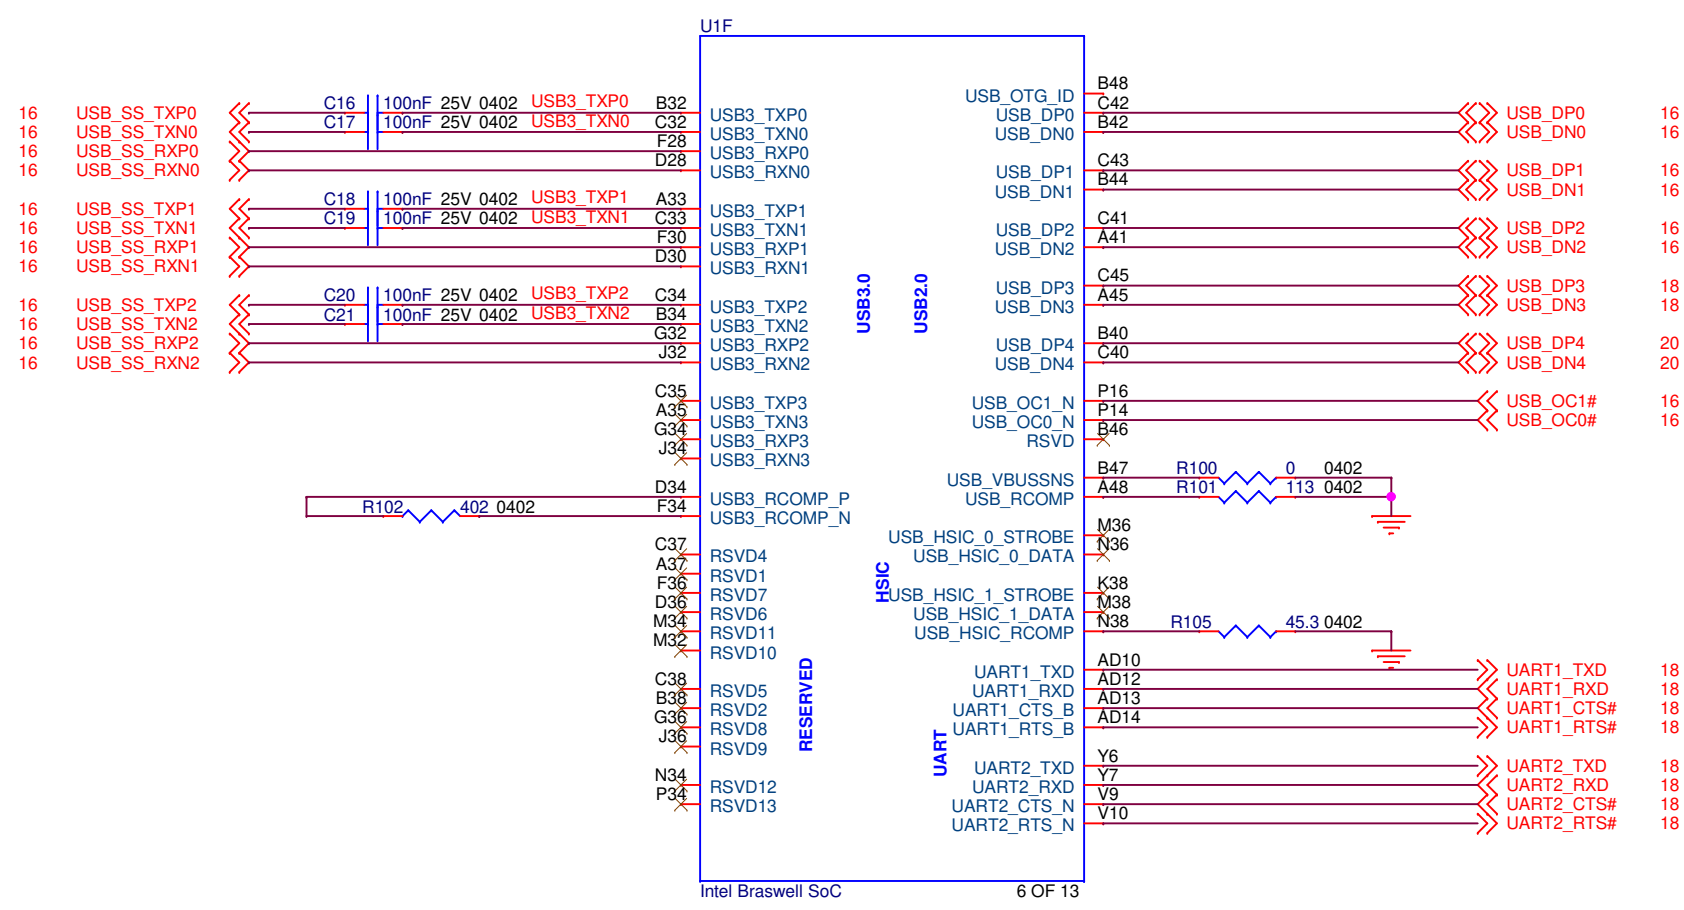 U1F
16 USB_SS_TXP0 C16 100nF 25V 0402 USB3_TXP0 B32 USB3_TXP0
16 USB_SS_TXN0 C17 100nF 25V 0402 USB3_TXN0 C32 USB3_TXN0
16 USB_SS_RXP0 F28 USB3_RXP0
16 USB_SS_RXN0 D28 USB3_RXN0
16 USB_SS_TXP1 C18 100nF 25V 0402 USB3_TXP1 A33 USB3_TXP1
16 USB_SS_TXN1 C19 100nF 25V 0402 USB3_TXN1 C33 USB3_TXN1
16 USB_SS_RXP1 F30 USB3_RXP1
16 USB_SS_RXN1 D30 USB3_RXN1
16 USB_SS_TXP2 C20 100nF 25V 0402 USB3_TXP2 C34 USB3_TXP2
16 USB_SS_TXN2 C21 100nF 25V 0402 USB3_TXN2 B34 USB3_TXN2
16 USB_SS_RXP2 G32 USB3_RXP2
16 USB_SS_RXN2 J32 USB3_RXN2
C35 USB3_TXP3
A35 USB3_TXN3
G34 USB3_RXP3
J34 USB3_RXN3
D34 USB3_RCOMP_P
R102 402 0402 F34 USB3_RCOMP_N
C37 RSVD4
A37 RSVD1
F36 RSVD7
D36 RSVD6
M34 RSVD11
M32 RSVD10
C38 RSVD5
B38 RSVD2
G36 RSVD8
J36 RSVD9
N34 RSVD12
P34 RSVD13
USB3.0
USB2.0
HSIC
RESERVED
UART
USB_OTG_ID B48
USB_DP0 C42 USB_DP0 16
USB_DN0 B42 USB_DN0 16
USB_DP1 C43 USB_DP1 16
USB_DN1 B44 USB_DN1 16
USB_DP2 C41 USB_DP2 16
USB_DN2 A41 USB_DN2 16
USB_DP3 C45 USB_DP3 18
USB_DN3 A45 USB_DN3 18
USB_DP4 B40 USB_DP4 20
USB_DN4 C40 USB_DN4 20
USB_OC1_N P16 USB_OC1# 16
USB_OC0_N P14 USB_OC0# 16
RSVD B46
USB_VBUSSNS B47 R100 0 0402
USB_RCOMP A48 R101 113 0402
USB_HSIC_0_STROBE M36
USB_HSIC_0_DATA N36
USB_HSIC_1_STROBE K38
USB_HSIC_1_DATA M38
USB_HSIC_RCOMP N38 R105 45.3 0402
UART1_TXD AD10 UART1_TXD 18
UART1_RXD AD12 UART1_RXD 18
UART1_CTS_B AD13 UART1_CTS# 18
UART1_RTS_B AD14 UART1_RTS# 18
UART2_TXD Y6 UART2_TXD 18
UART2_RXD Y7 UART2_RXD 18
UART2_CTS_N V9 UART2_CTS# 18
UART2_RTS_N V10 UART2_RTS# 18
Intel Braswell SoC 6 OF 13